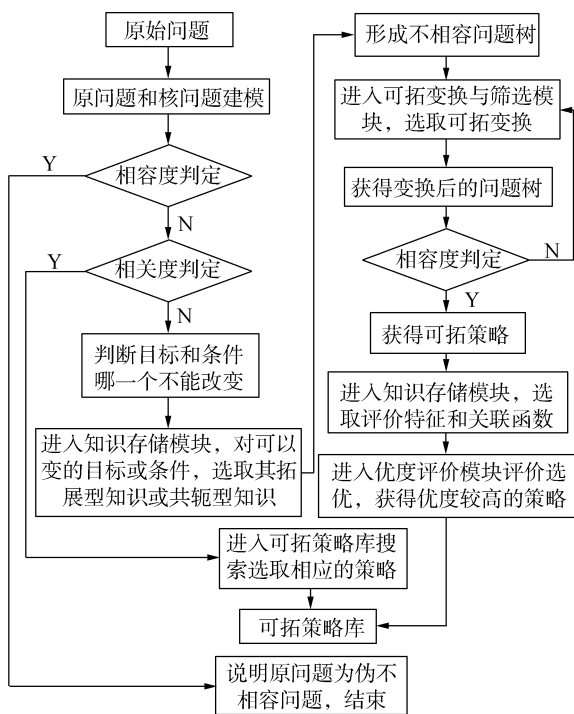 原始问题
原问题和核问题建模
Y
相容度判定
N
Y
相关度判定
N
判断目标和条件
哪一个不能改变
进入知识存储模块，对可以
变的目标或条件，选取其拓
展型知识或共轭型知识
形成不相容问题树
进入可拓变换与筛选模
块，选取可拓变换
获得变换后的问题树
相容度判定
N
Y
获得可拓策略
进入知识存储模块，选
取评价特征和关联函数
进入优度评价模块评价选
优，获得优度较高的策略
进入可拓策略库搜
索选取相应的策略
可拓策略库
说明原问题为伪不
相容问题，结束